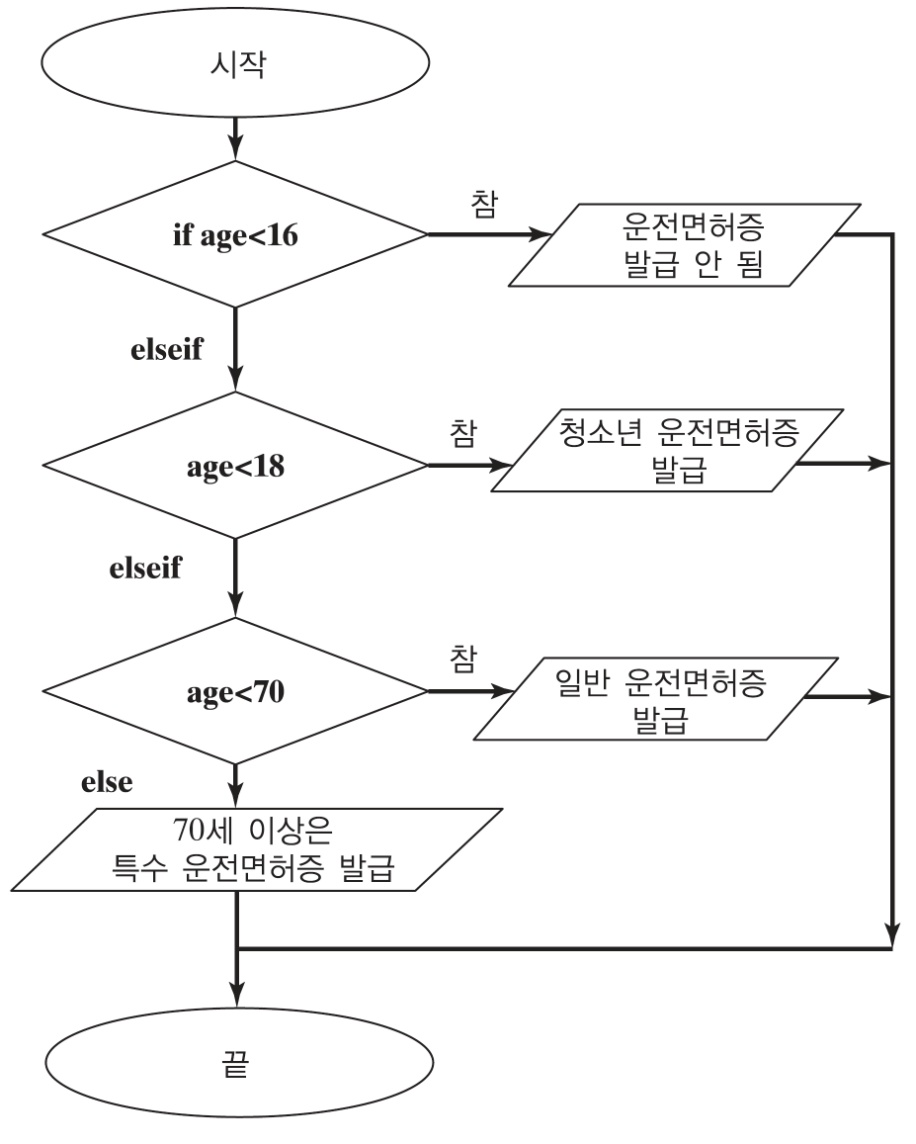 시작
if age<16
참
운전면허증
발급 안 됨
elseif
age<18
참
청소년 운전면허증
발급
elseif
age<70
참
일반 운전면허증
발급
else
70세 이상은
특수 운전면허증 발급
끝